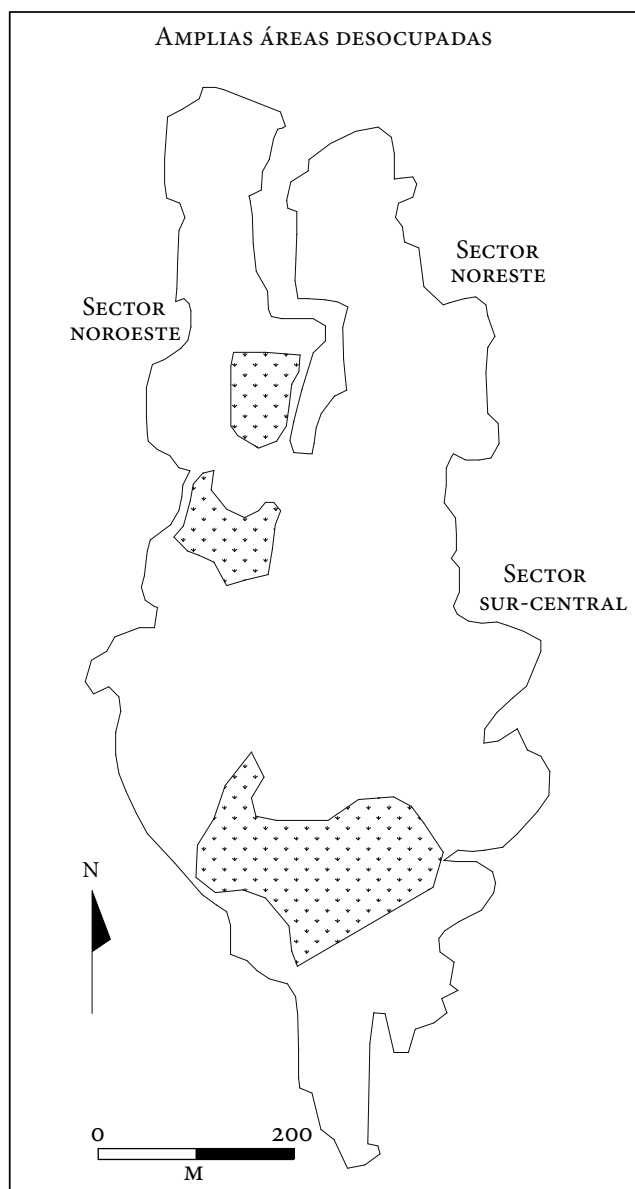 Amplias áreas desocupadas
Sector
noreste
Sector
noroeste
Sector
sur-central
N
0 200
M